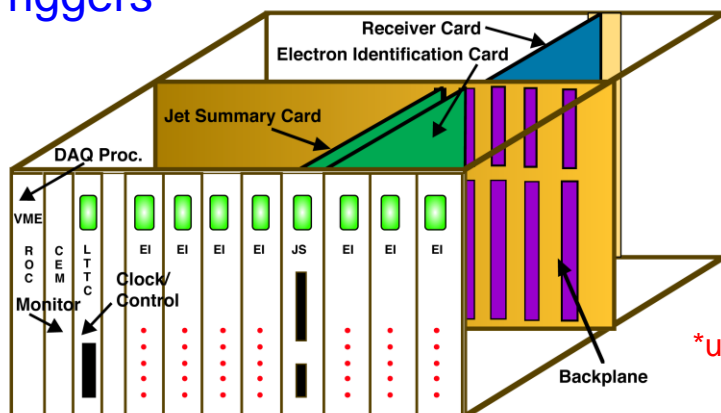 riggers
Receiver Card
Electron Identification Card
Jet Summary Card
DAQ Proc.
VME
ROC
CEM
LTTC
EI
EI
EI
EI
JS
EI
EI
EI
Clock/
Control
Monitor
*u
Backplane